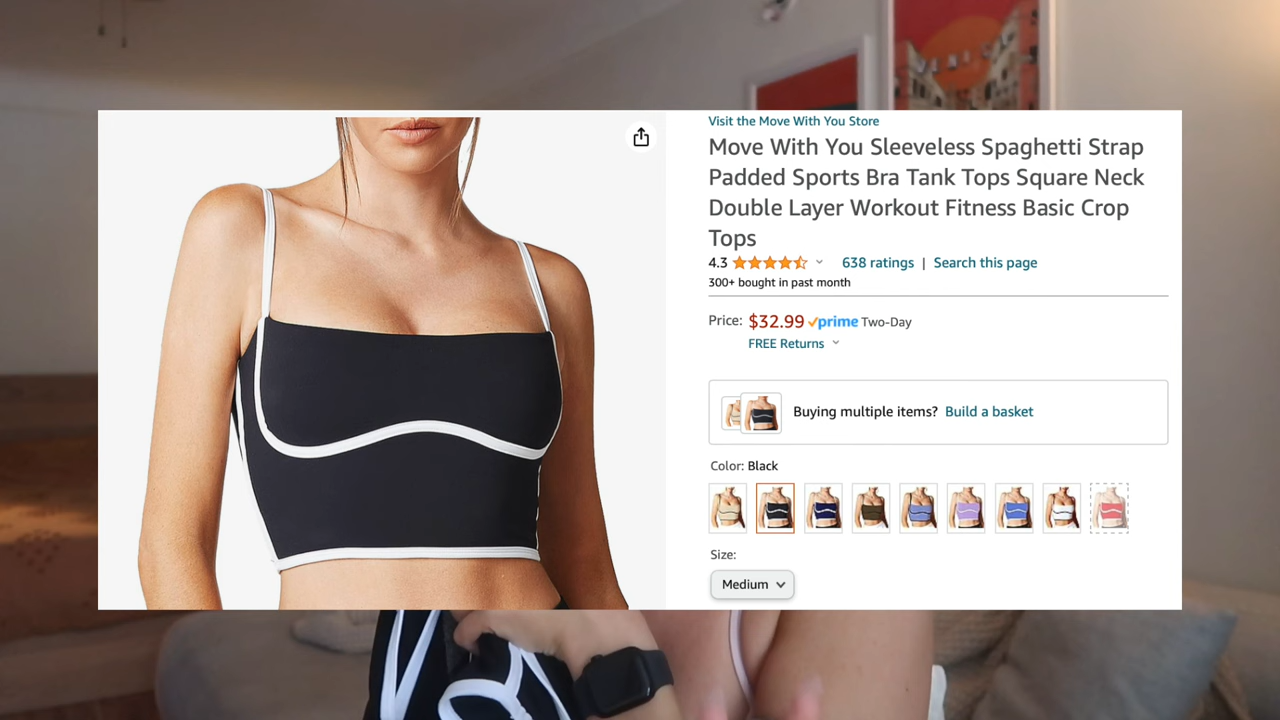 Visit the Move With You Store
Move With You Sleeveless Spaghetti Strap
Padded Sports Bra Tank Tops Square Neck
Double Layer Workout Fitness Basic Crop
Tops
4.3 638 ratings | Search this page
300+ bought in past month
Price: $32.99 prime Two-Day
FREE Returns
Buying multiple items? Build a basket
Color: Black
Size:
Medium